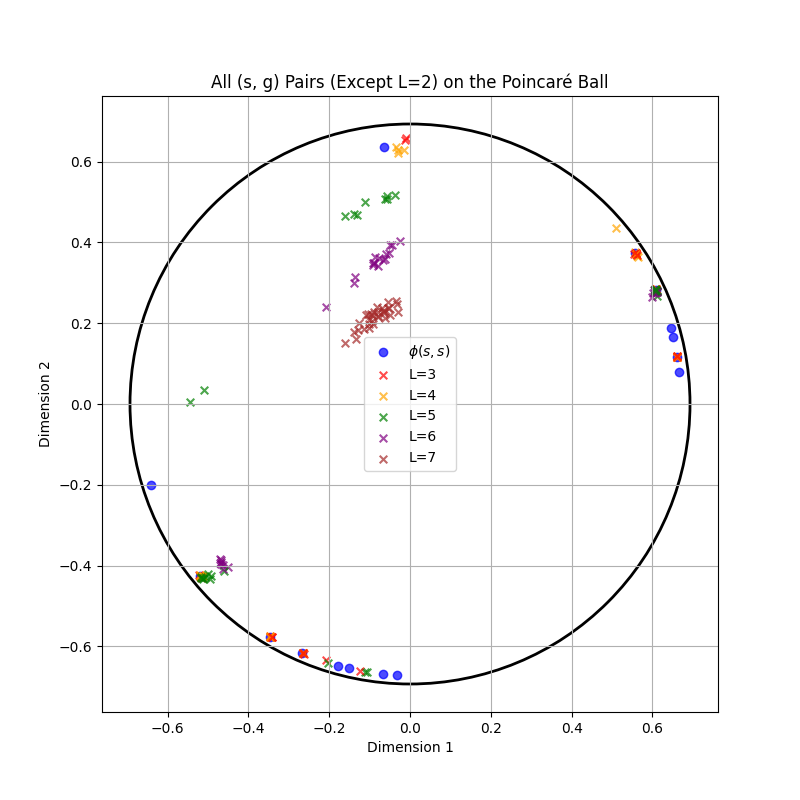 All (s, g) Pairs (Except L=2) on the Poincaré Ball
0.6
0.4
0.2
0.0
−0.2
−0.4
−0.6
Dimension 2
ϕ(s, s)
L=3
L=4
L=5
L=6
L=7
−0.6 −0.4 −0.2 0.0 0.2 0.4 0.6
Dimension 1